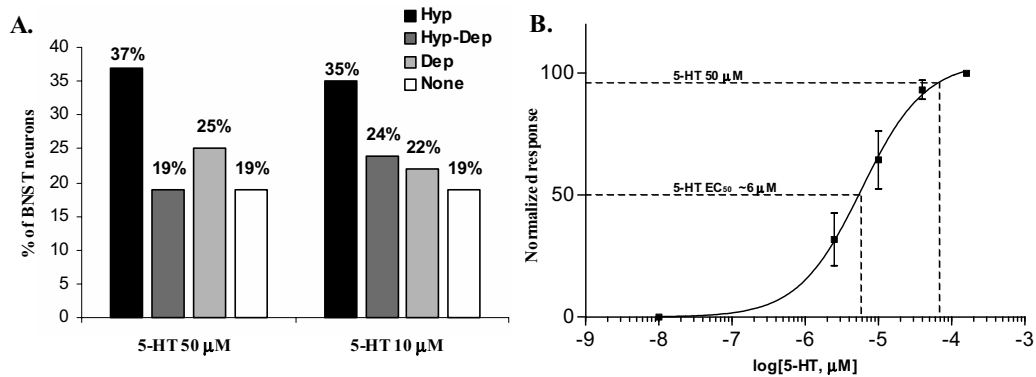 A.
Hyp
Hyp-Dep
Dep
None
% of BNST neurons
40
35
30
25
20
15
10
5
0
37%
19%
25%
19%
35%
24%
22%
19%
5-HT 50 µM
5-HT 10 µM
B.
Normalized response
100
50
0
5-HT 50 µM
5-HT EC50 ~6 µM
-9 -8 -7 -6 -5 -4 -3
log[5-HT, µM]